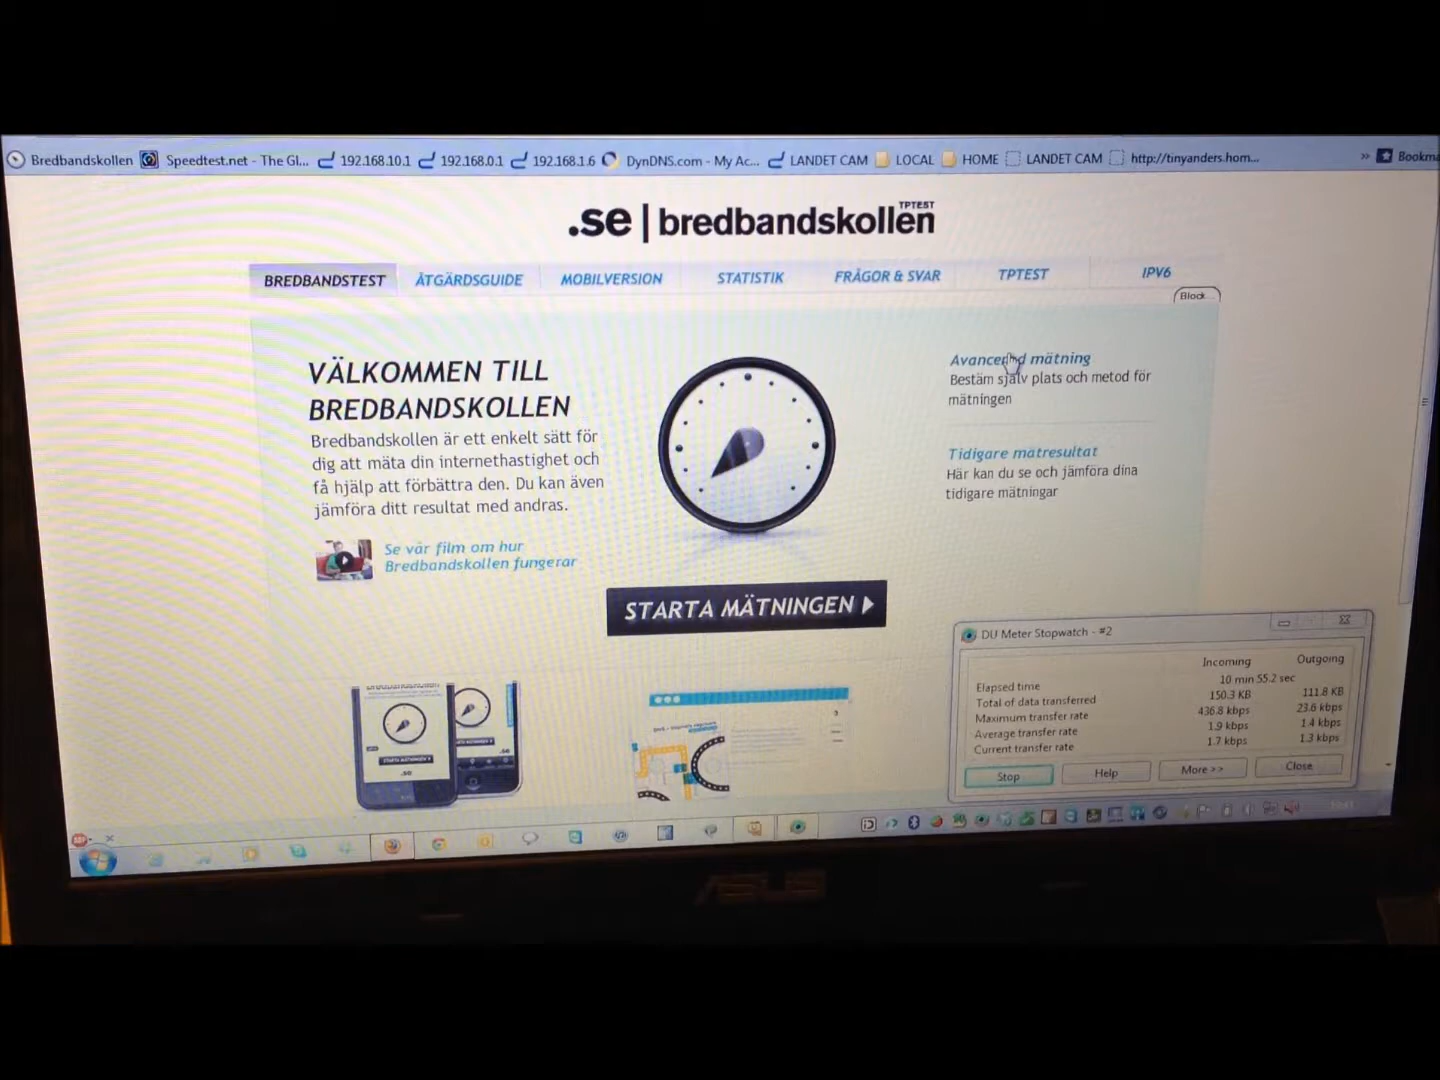 Bredbandskollen
Speedtest.net - The Gl...
192.168.10.1
192.168.0.1
192.168.1.6
DynDNS.com - My Ac...
LANDET CAM
LOCAL
HOME
LANDET CAM
http://tinyanders.hom...
»
Bookma
TPTEST
.se | bredbandskollen
BREDBANDSTEST
ÅTGÄRDSGUIDE
MOBILVERSION
STATISTIK
FRÅGOR & SVAR
TPTEST
IPV6
Block...
VÄLKOMMEN TILL
BREDBANDSKOLLEN
Bredbandskollen är ett enkelt sätt för
dig att mäta din internethastighet och
få hjälp att förbättra den. Du kan även
jämföra ditt resultat med andras.
Se vår film om hur
Bredbandskollen fungerar
STARTA MÄTNINGEN
Avancerad mätning
Bestäm själv plats och metod för
mätningen
Tidigare mätresultat
Här kan du se och jämföra dina
tidigare mätningar
DU Meter Stopwatch - #2
Incoming Outgoing
Elapsed time 10 min 55.2 sec
Total of data transferred 150.3 KB 111.8 KB
Maximum transfer rate 436.8 kbps 23.6 kbps
Average transfer rate 1.9 kbps 1.4 kbps
Current transfer rate 1.7 kbps 1.3 kbps
Stop
Help
More >>
Close
STARTA MÄTNINGEN
.se
ABP
ASUS